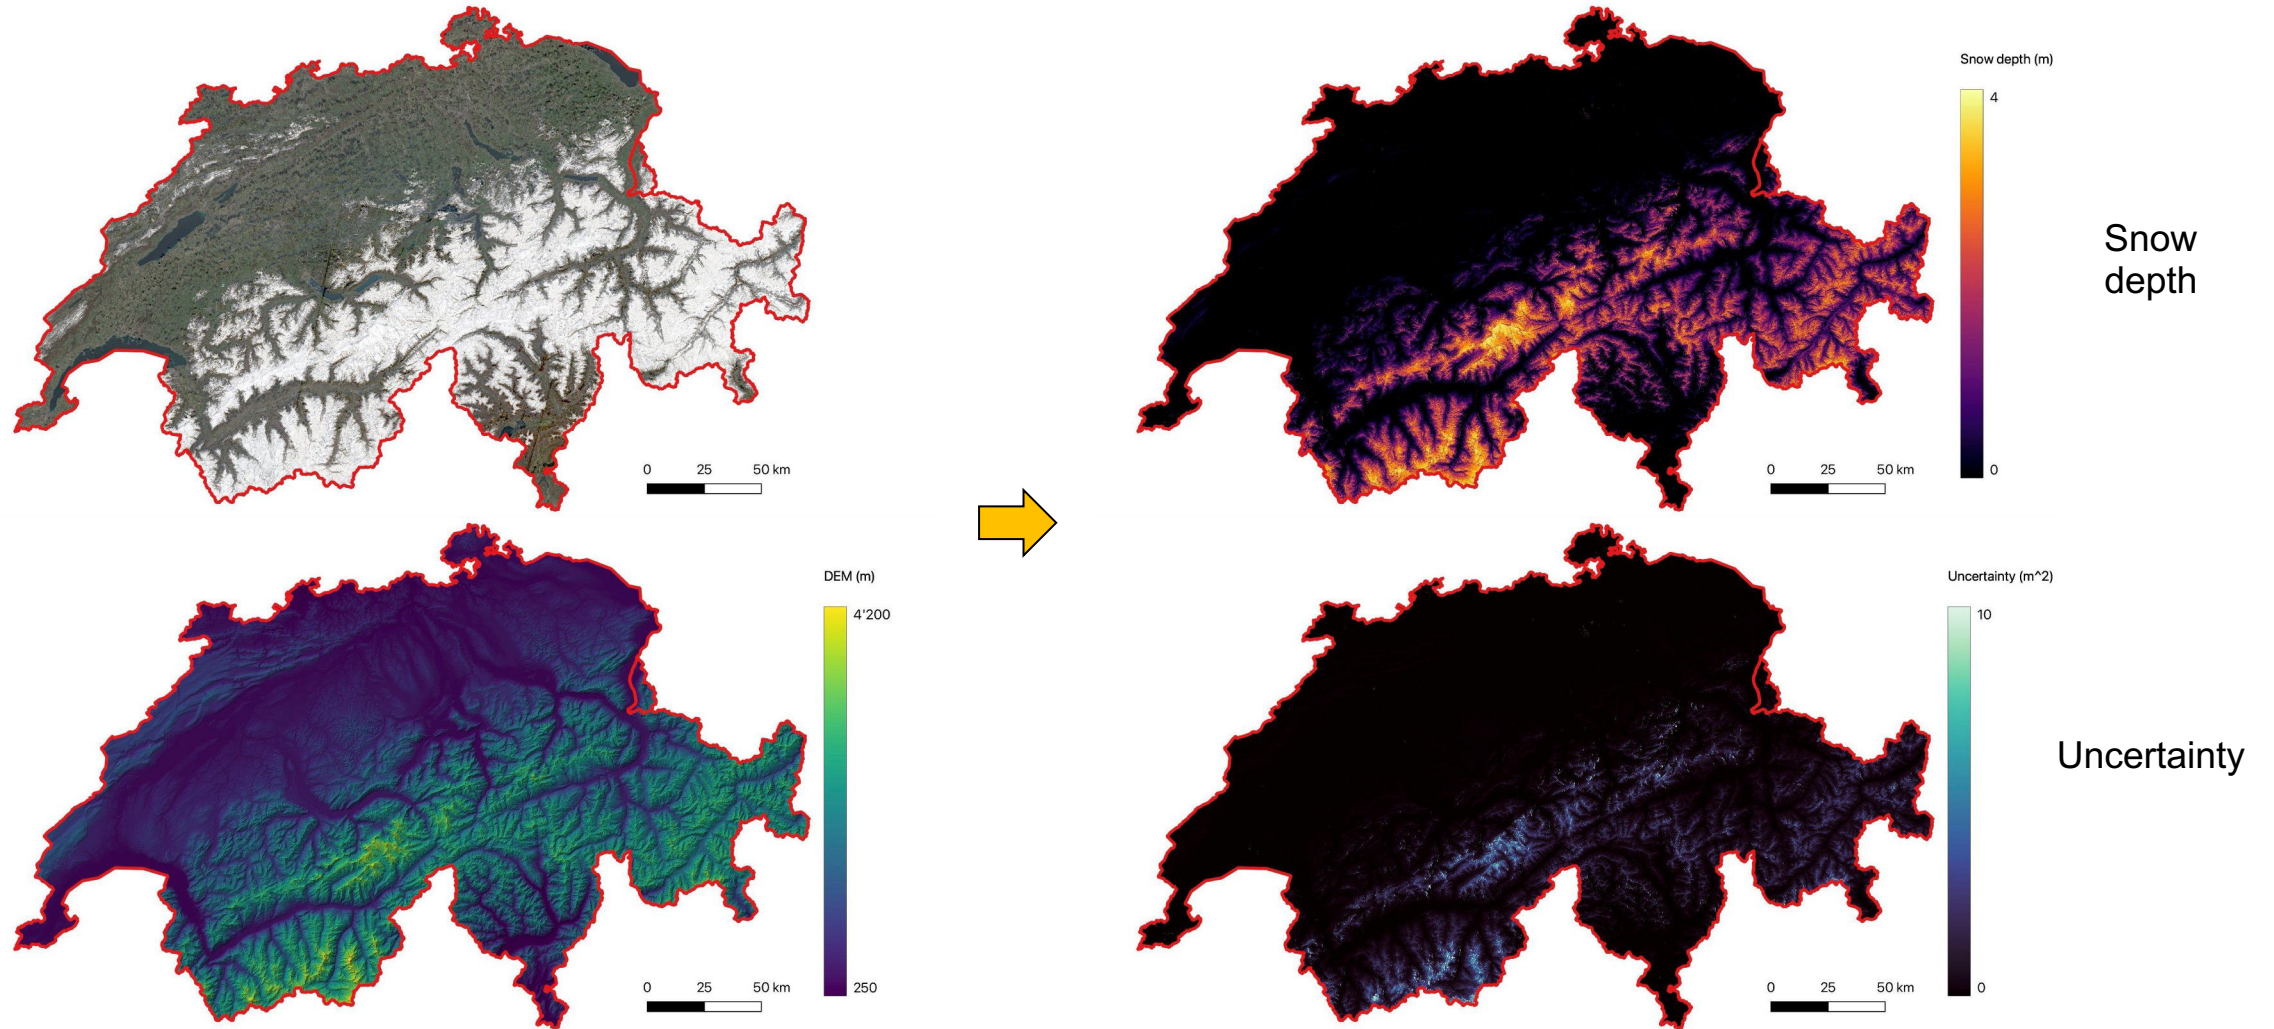 0 25 50 km
Snow depth (m)
4
0
0 25 50 km
Snow
depth
DEM (m)
4'200
250
0 25 50 km
Uncertainty (m^2)
10
0
0 25 50 km
Uncertainty